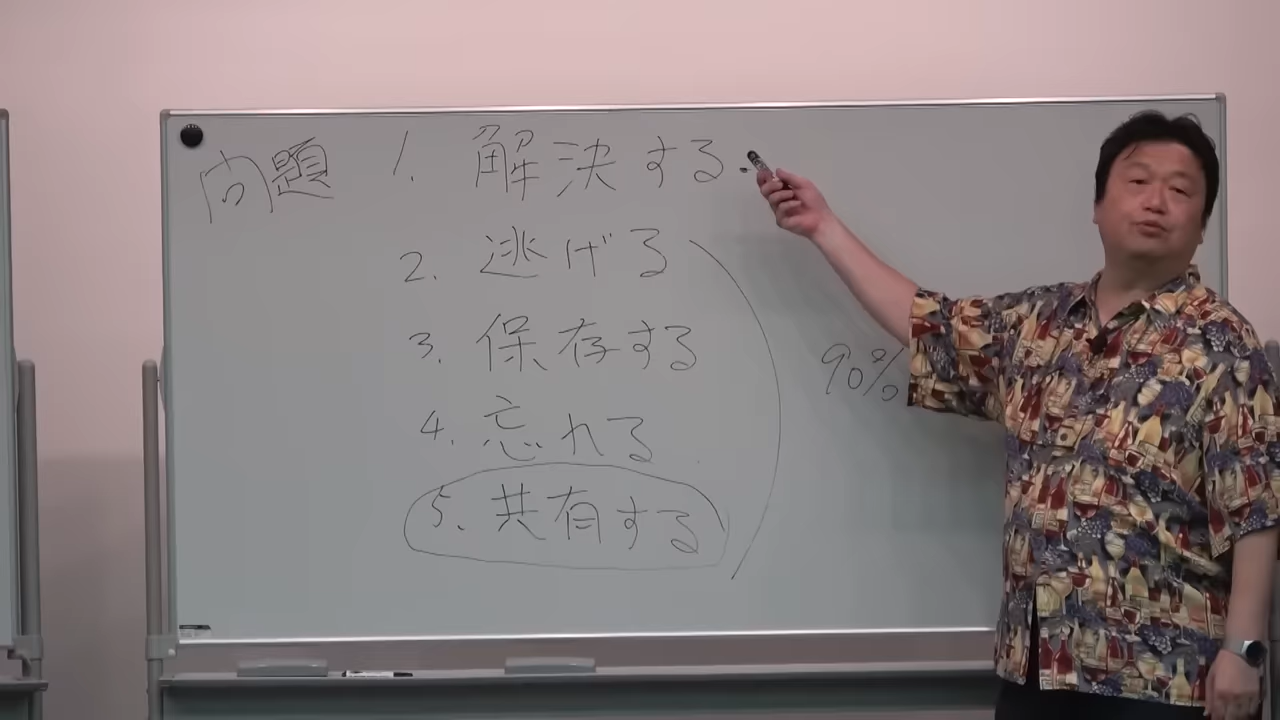 問題 1. 解決する.
2. 逃げる
3. 保存する
90%
4. 忘れる
5. 共有する